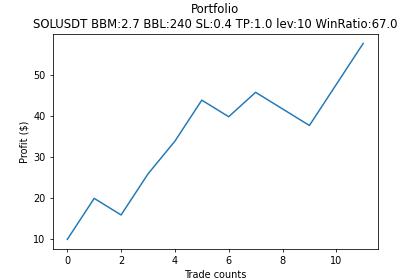 Portfolio
SOLUSDT BBM:2.7 BBL:240 SL:0.4 TP:1.0 lev:10 WinRatio:67.0
50
40
30
20
10
Profit ($)
0 2 4 6 8 10
Trade counts